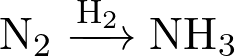 N₂ —H₂→ NH₃